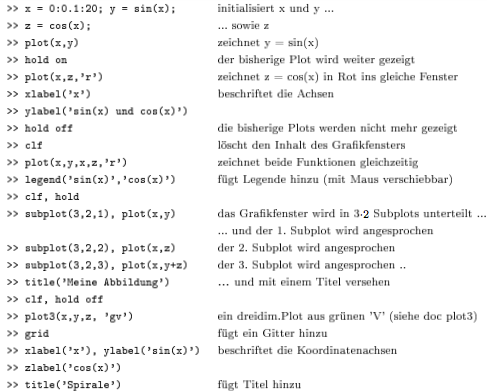 >> x = 0:0.1:20; y = sin(x); initialisiert x und y ...
>> z = cos(x); ... sowie z
>> plot(x,y) zeichnet y = sin(x)
>> hold on der bisherige Plot wird weiter gezeigt
>> plot(x,z,'r') zeichnet z = cos(x) in Rot ins gleiche Fenster
>> xlabel('x') beschriftet die Achsen
>> ylabel('sin(x) und cos(x)')
>> hold off die bisherige Plots werden nicht mehr gezeigt
>> clf löscht den Inhalt des Grafikfensters
>> plot(x,y,x,z,'r') zeichnet beide Funktionen gleichzeitig
>> legend('sin(x)','cos(x)') fügt Legende hinzu (mit Maus verschiebbar)
>> clf, hold
>> subplot(3,2,1), plot(x,y) das Grafikfenster wird in 3·2 Subplots unterteilt ...
... und der 1. Subplot wird angesprochen
>> subplot(3,2,2), plot(x,z) der 2. Subplot wird angesprochen
>> subplot(3,2,3), plot(x,y+z) der 3. Subplot wird angesprochen ..
>> title('Meine Abbildung') ... und mit einem Titel versehen
>> clf, hold off
>> plot3(x,y,z, 'gv') ein dreidim.Plot aus grünen 'V' (siehe doc plot3)
>> grid fügt ein Gitter hinzu
>> xlabel('x'), ylabel('sin(x)') beschriftet die Koordinatenachsen
>> zlabel('cos(x)')
>> title('Spirale') fügt Titel hinzu